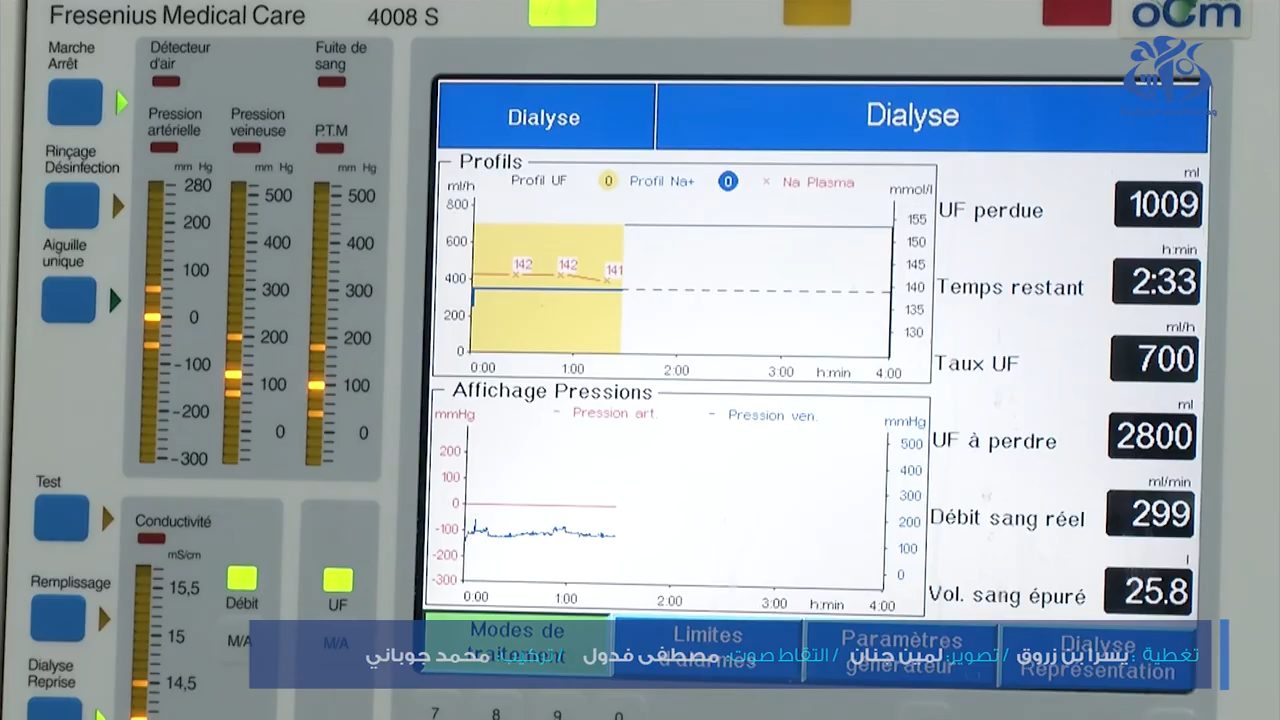 Fresenius Medical Care 4008 S
oCm
Marche
Arrêt
Détecteur
d'air
Fuite de
sang
Pression
artérielle
Pression
veineuse
P.T.M
Rinçage
Désinfection
mm Hg
mm Hg
mm Hg
280
200
100
0
-100
-200
-300
500
400
300
200
100
0
500
400
300
200
100
0
Aiguille
unique
Test
Conductivité
mS/cm
15,5
15
14,5
Débit
UF
M/A
M/A
Remplissage
Dialyse
Reprise
7 8 9 0
Dialyse
Dialyse
Profils
ml/h Profil UF 0 Profil Na+ 0 × Na Plasma mmol/l
800
600
400
200
0
142 142 141
155
150
145
140
135
130
0:00 1:00 2:00 3:00 h:min 4:00
Affichage Pressions
mmHg – Pression art. – Pression ven. mmHg
200
100
0
-100
-200
-300
500
400
300
200
100
0
0:00 1:00 2:00 3:00 h:min 4:00
ml
UF perdue 1009
h:min
Temps restant 2:33
ml/h
Taux UF 700
ml
UF à perdre 2800
ml/min
Débit sang réel 299
l
Vol. sang épuré 25.8
Modes de
traitement
Limites
d'alarmes
Paramètres
générateur
Dialyse
Représentation
تغطية : يسرا بن زروق / تصوير: لمين حنان / التقاط صوت: مصطفى فدول / تركيب: محمد حوباني